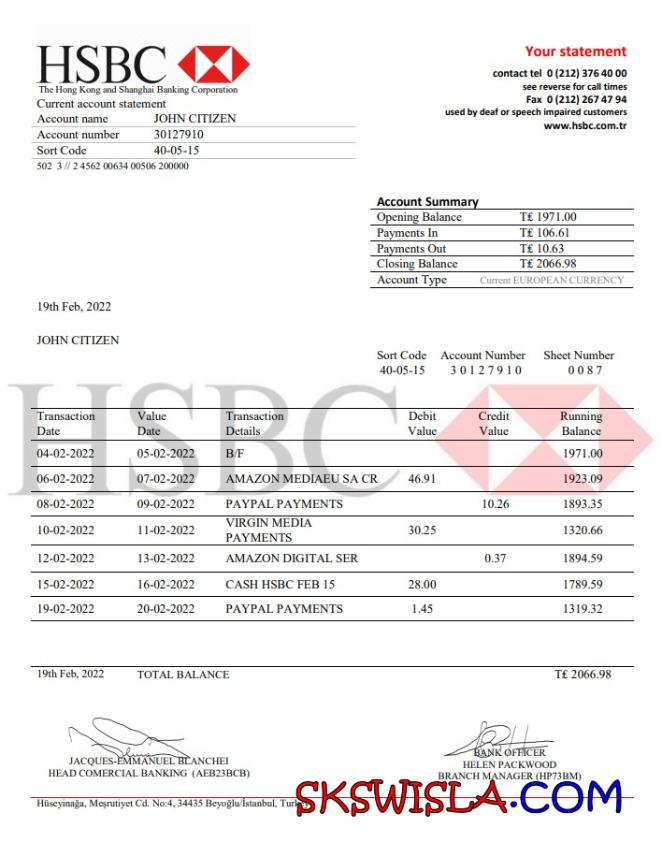 HSBC
The Hong Kong and Shanghai Banking Corporation
Current account statement
Account name JOHN CITIZEN
Account number 30127910
Sort Code 40-05-15
502 3 // 2 4562 00634 00506 200000
Your statement
contact tel 0 (212) 376 40 00
see reverse for call times
Fax 0 (212) 267 47 94
used by deaf or speech impaired customers
www.hsbc.com.tr
Account Summary
Opening Balance T₤ 1971.00
Payments In T₤ 106.61
Payments Out T₤ 10.63
Closing Balance T₤ 2066.98
Account Type Current EUROPEAN CURRENCY
19th Feb, 2022
JOHN CITIZEN
Sort Code Account Number Sheet Number
40-05-15 3 0 1 2 7 9 1 0 0 0 8 7
HSBC
Transaction Value Transaction Debit Credit Running
Date Date Details Value Value Balance
04-02-2022 05-02-2022 B/F 1971.00
06-02-2022 07-02-2022 AMAZON MEDIAEU SA CR 46.91 1923.09
08-02-2022 09-02-2022 PAYPAL PAYMENTS 10.26 1893.35
10-02-2022 11-02-2022 VIRGIN MEDIA PAYMENTS 30.25 1320.66
12-02-2022 13-02-2022 AMAZON DIGITAL SER 0.37 1894.59
15-02-2022 16-02-2022 CASH HSBC FEB 15 28.00 1789.59
19-02-2022 20-02-2022 PAYPAL PAYMENTS 1.45 1319.32
19th Feb, 2022 TOTAL BALANCE T₤ 2066.98
JACQUES-EMMANUEL BLANCHEI
HEAD COMERCIAL BANKING (AEB23BCB)
BANK OFFICER
HELEN PACKWOOD
BRANCH MANAGER (HP73BM)
Hüseyinağa, Meşrutiyet Cd. No:4, 34435 Beyoğlu/İstanbul, Turkey
SKSWISLA.COM